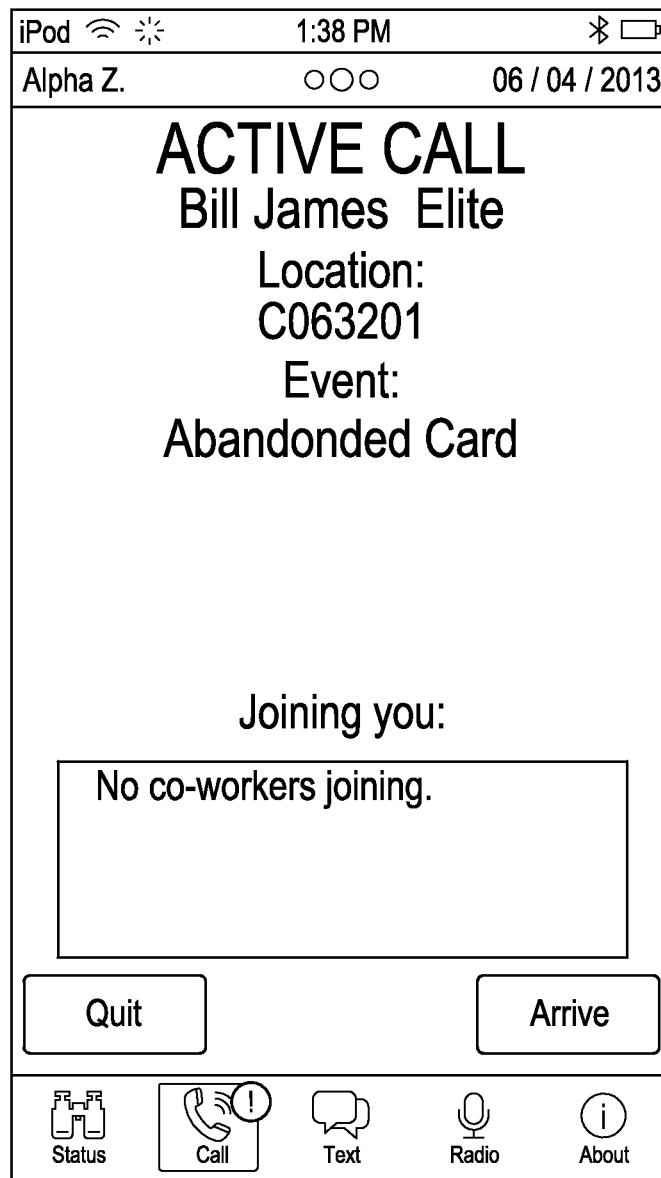 iPod 1:38 PM
Alpha Z. 06 / 04 / 2013
ACTIVE CALL
Bill James Elite
Location:
C063201
Event:
Abandonded Card
Joining you:
No co-workers joining.
Quit Arrive
!
i
Status Call Text Radio About